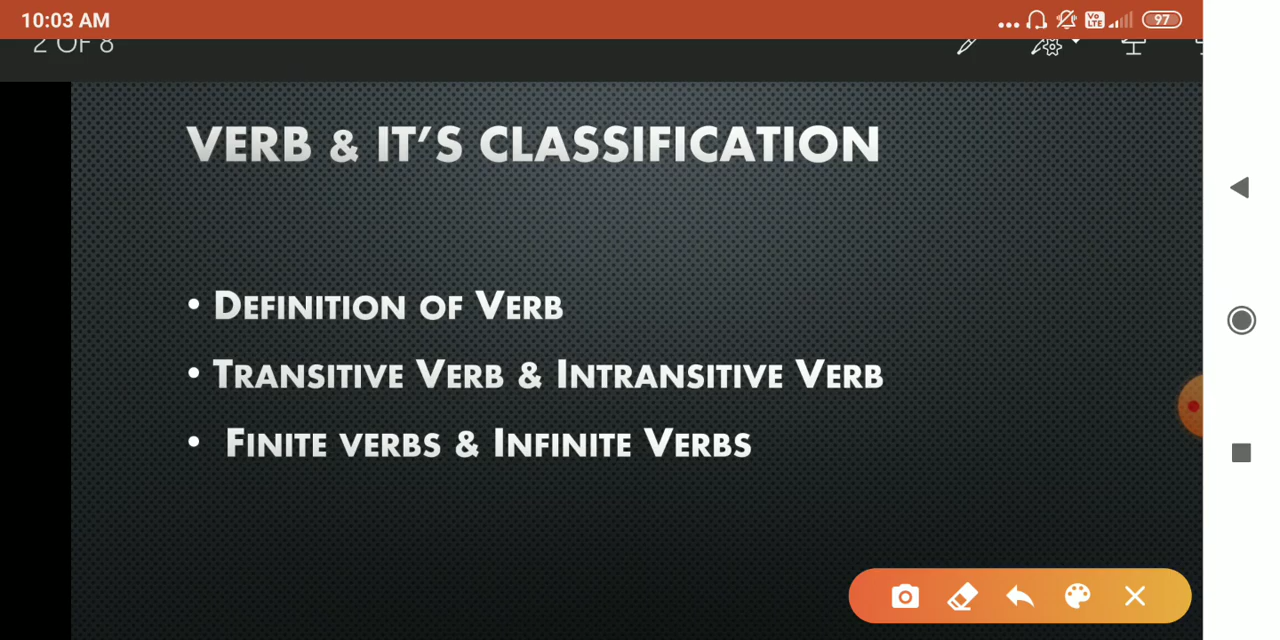 10:03 AM
97
2 OF 8
VERB & IT'S CLASSIFICATION
• DEFINITION OF VERB
• TRANSITIVE VERB & INTRANSITIVE VERB
• FINITE VERBS & INFINITE VERBS